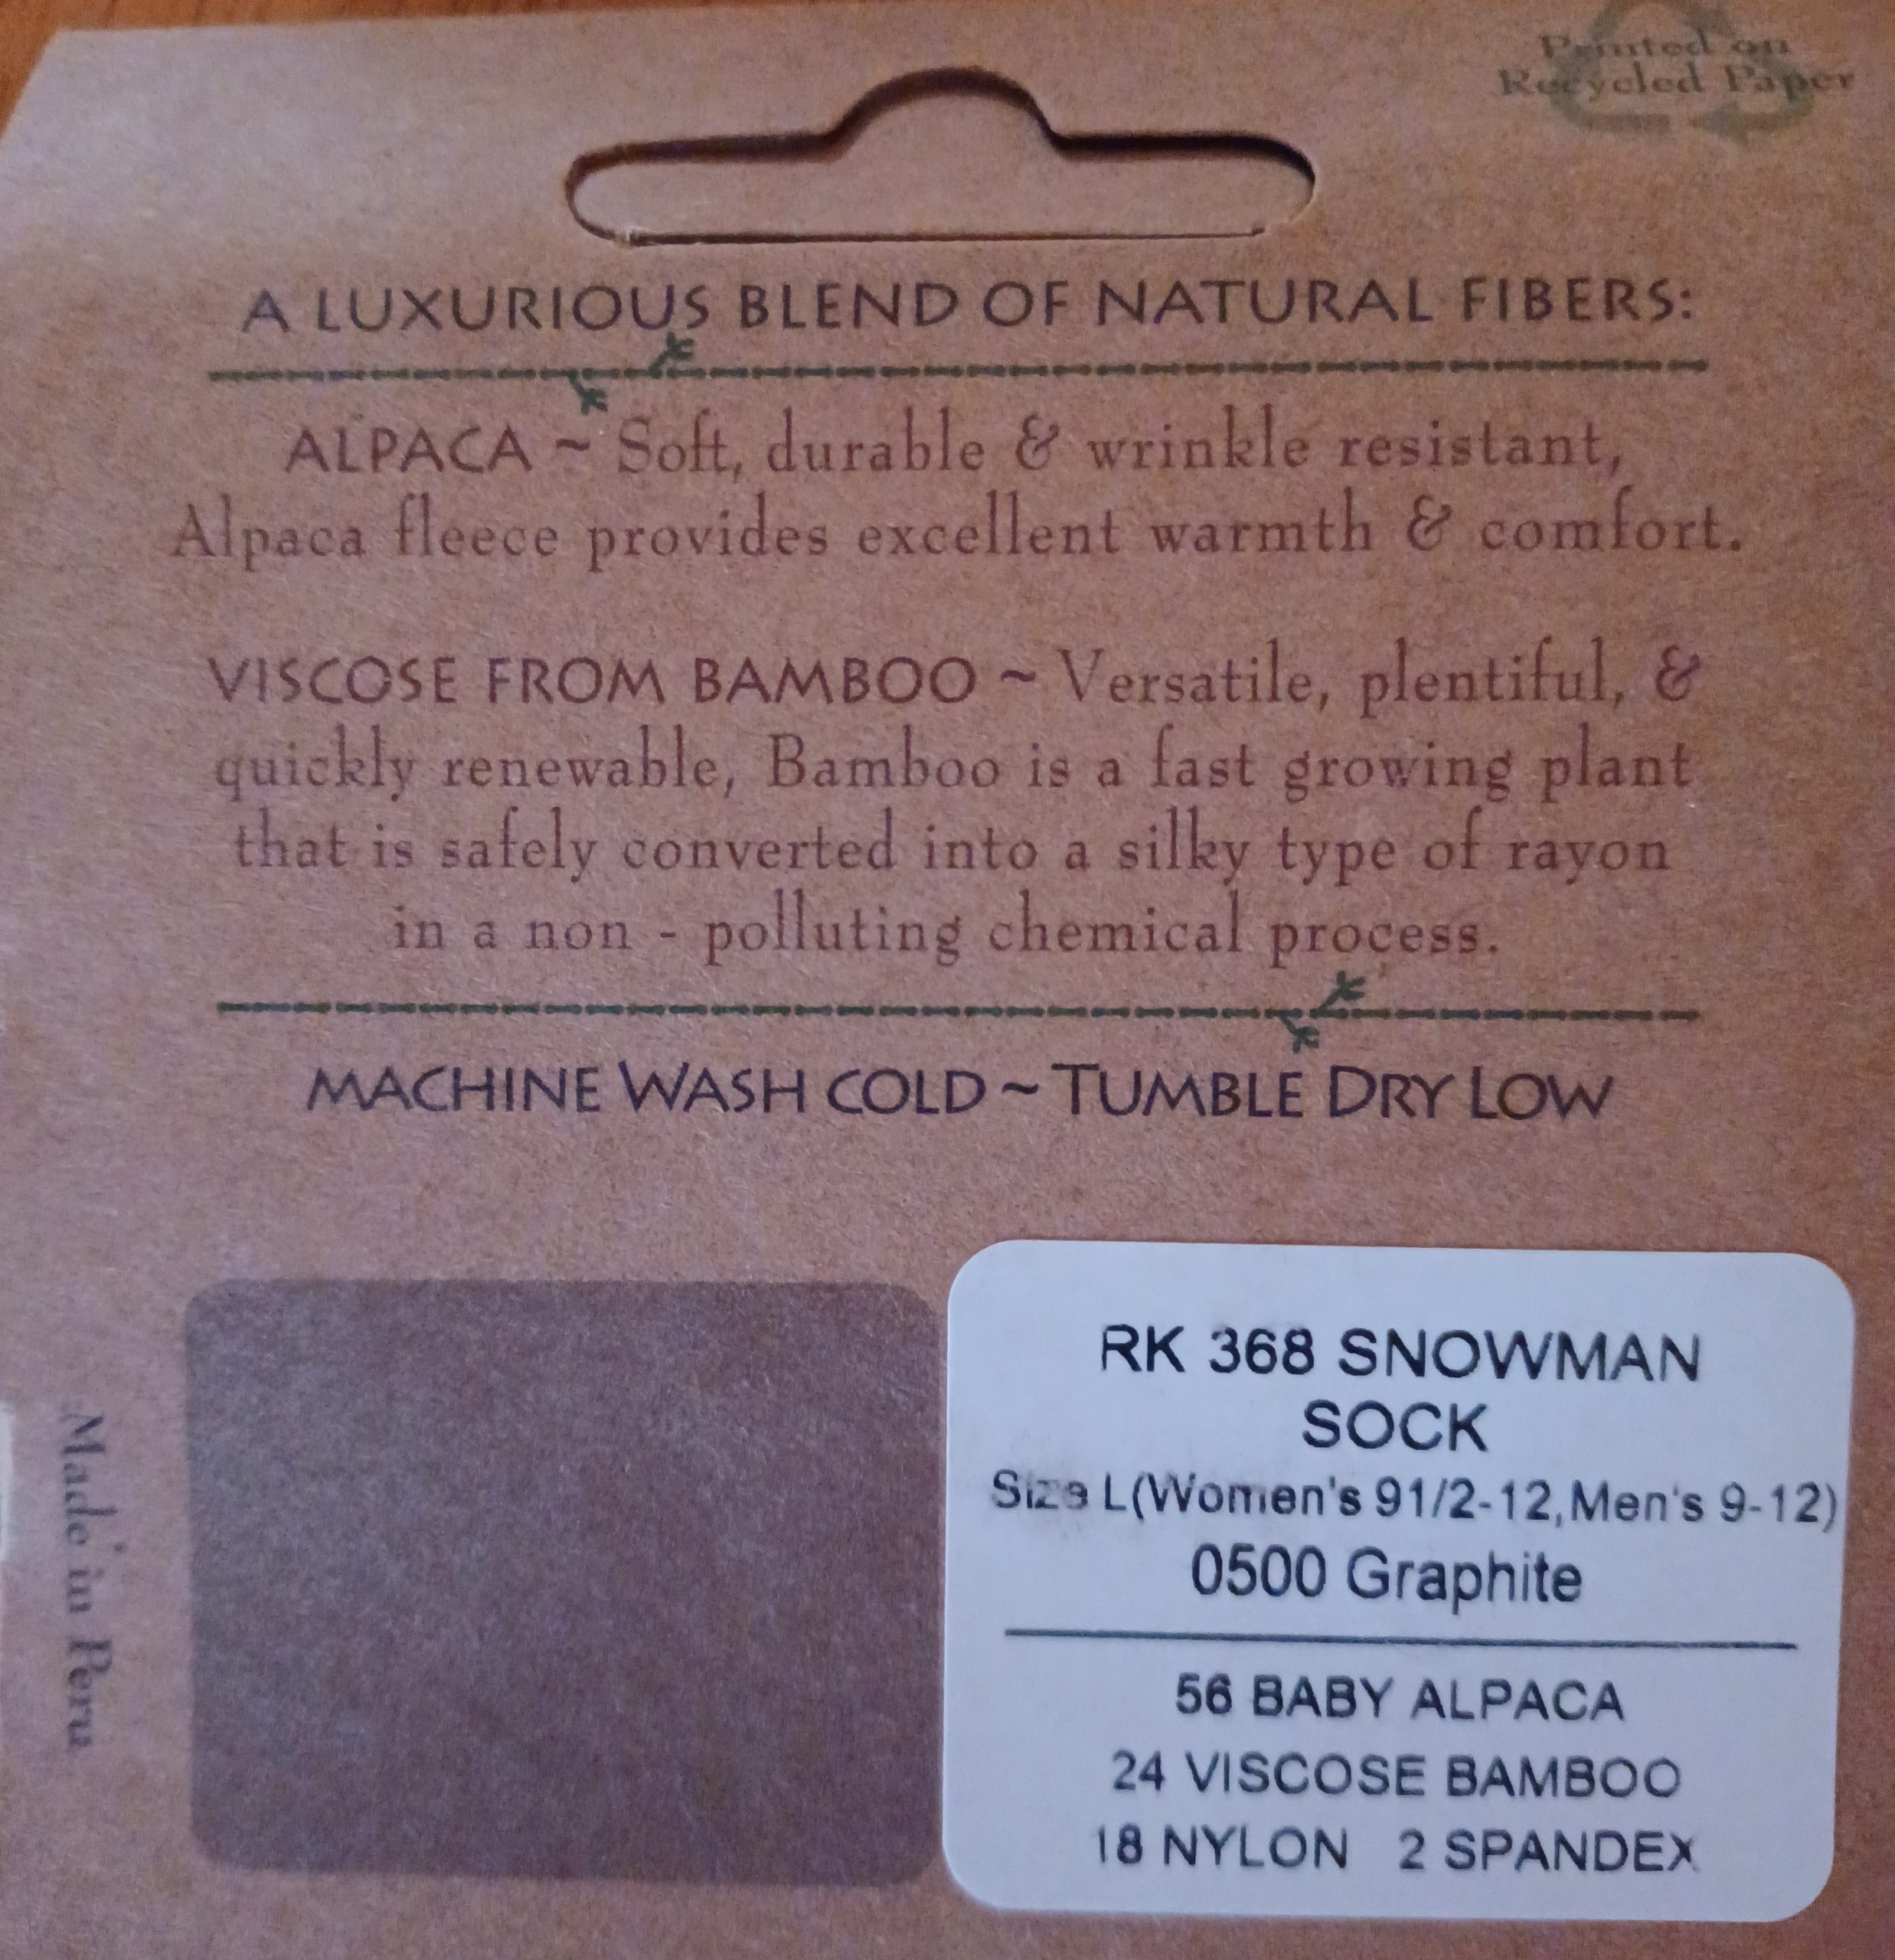 Printed on
Recycled Paper
A LUXURIOUS BLEND OF NATURAL FIBERS:
ALPACA ~ Soft, durable & wrinkle resistant,
Alpaca fleece provides excellent warmth & comfort.
VISCOSE FROM BAMBOO ~ Versatile, plentiful, &
quickly renewable, Bamboo is a fast growing plant
that is safely converted into a silky type of rayon
in a non - polluting chemical process.
MACHINE WASH COLD ~ TUMBLE DRY LOW
Made in Peru
RK 368 SNOWMAN
SOCK
Size L(Women's 91/2-12,Men's 9-12)
0500 Graphite
56 BABY ALPACA
24 VISCOSE BAMBOO
18 NYLON 2 SPANDEX